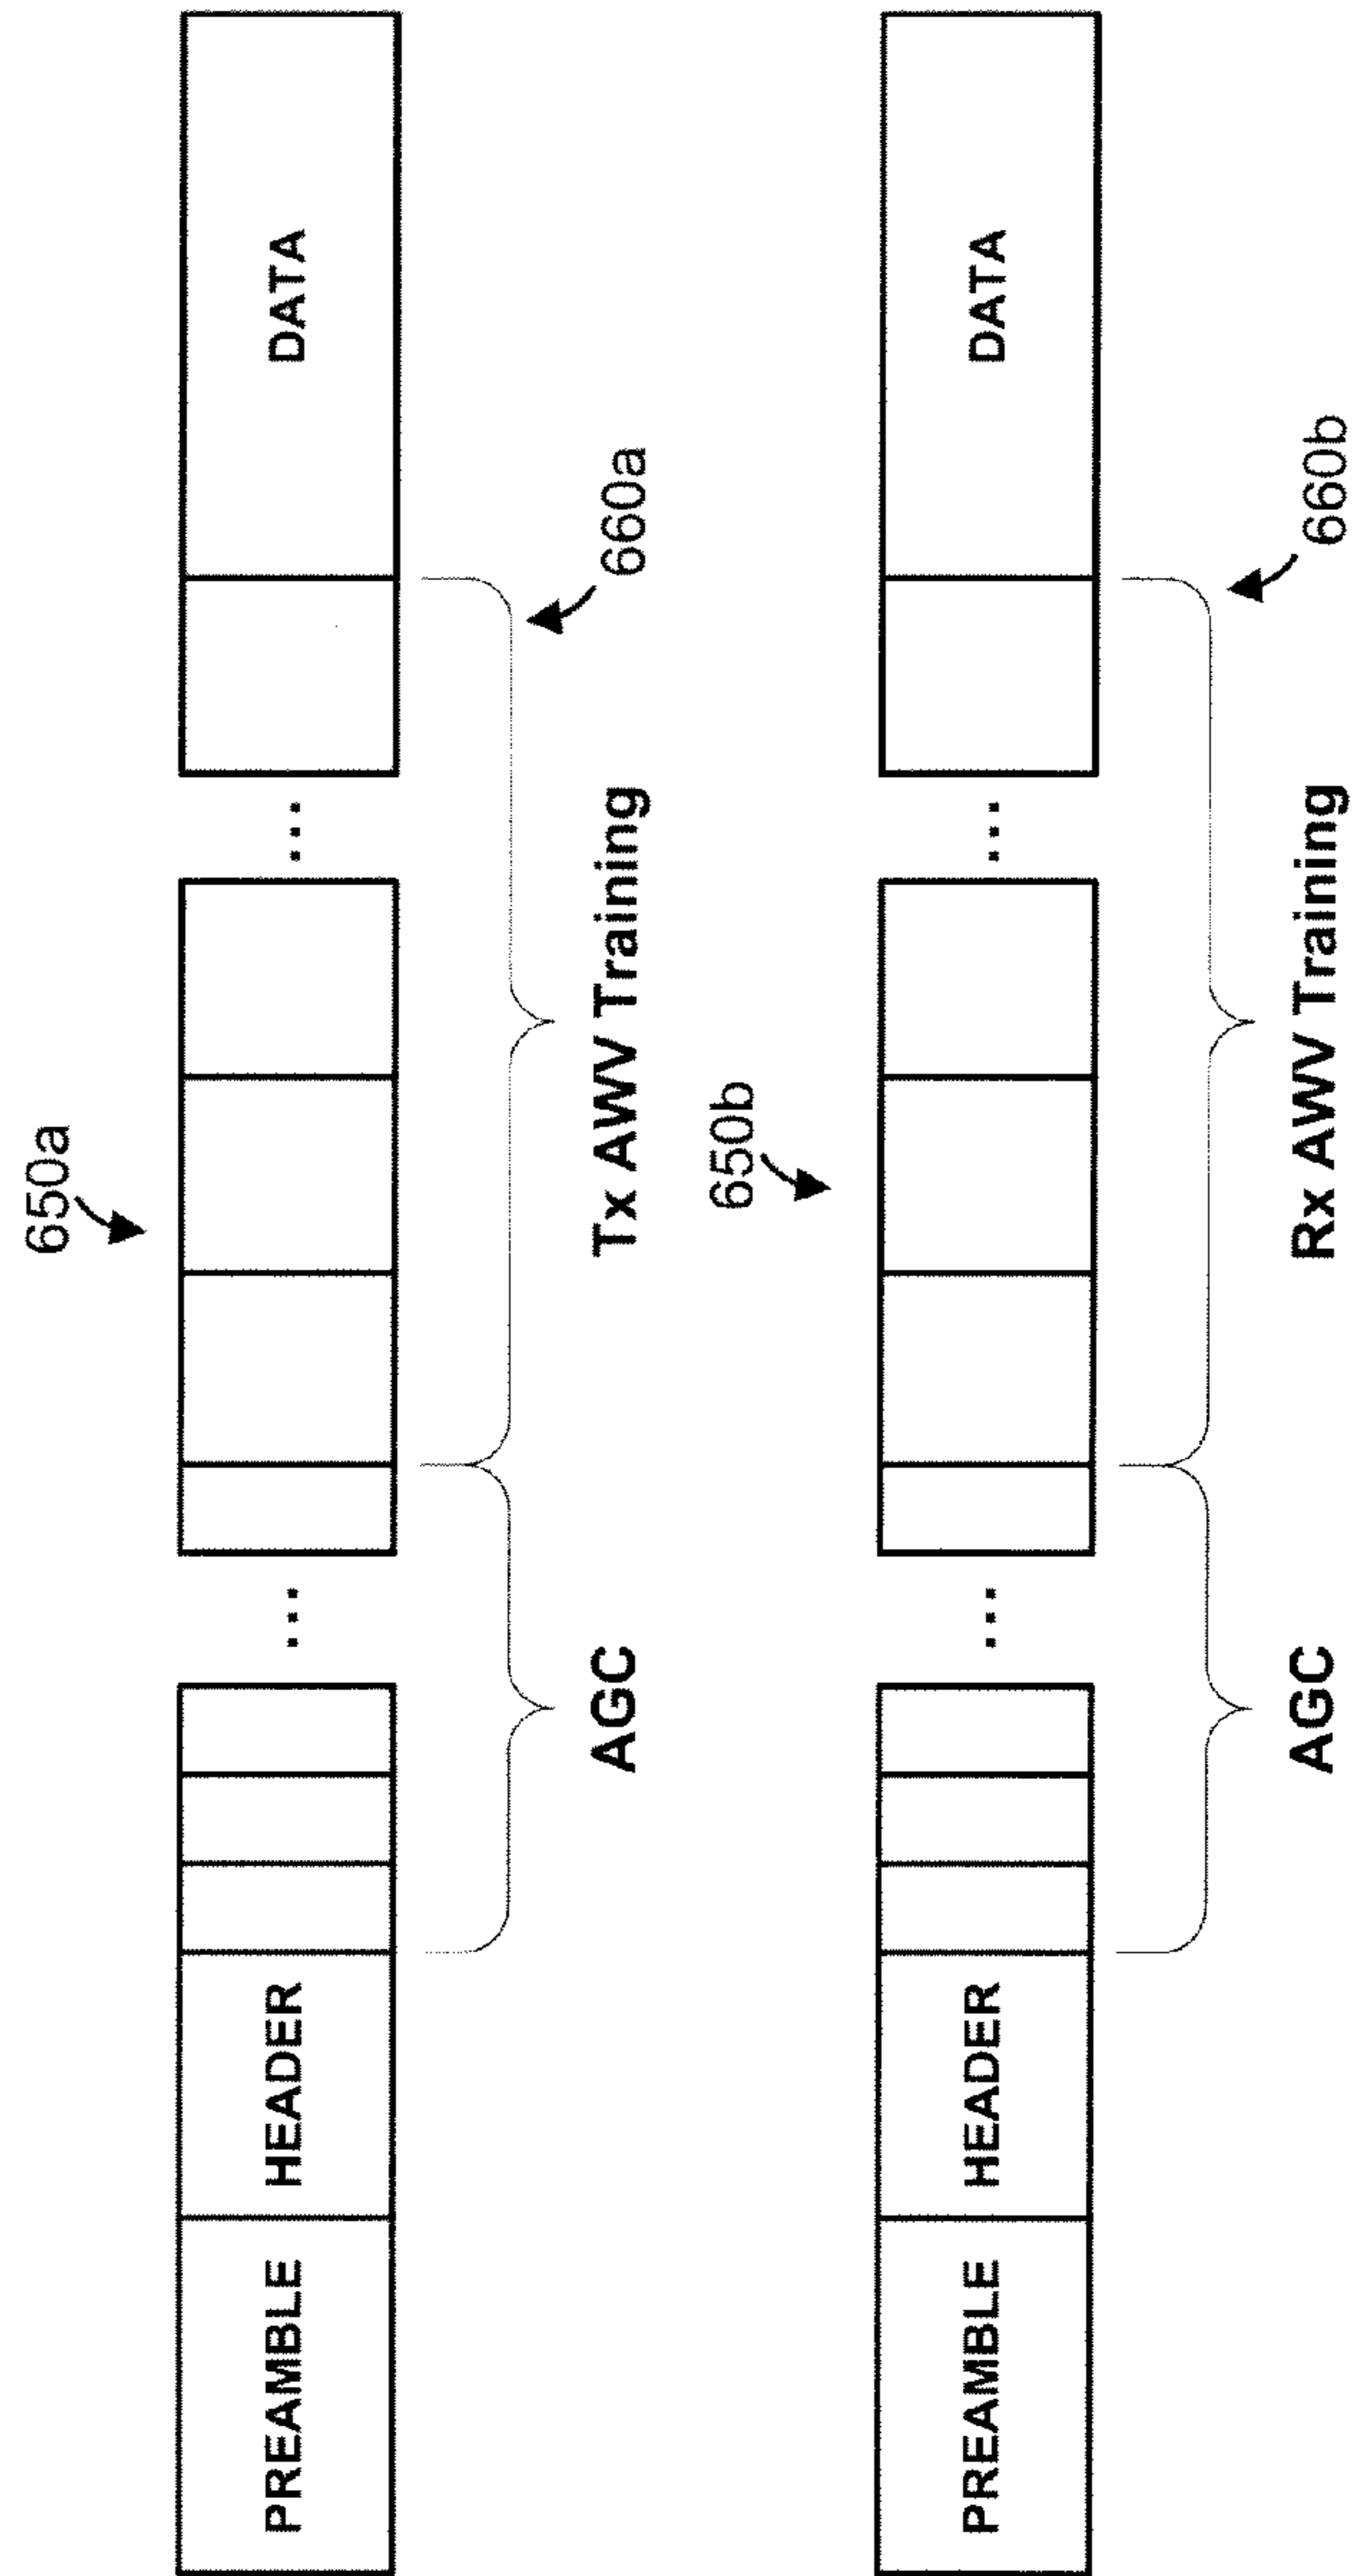 650a
PREAMBLE HEADER ... ... DATA
660a
AGC Tx AWV Training
650b
PREAMBLE HEADER ... ... DATA
660b
AGC Rx AWV Training